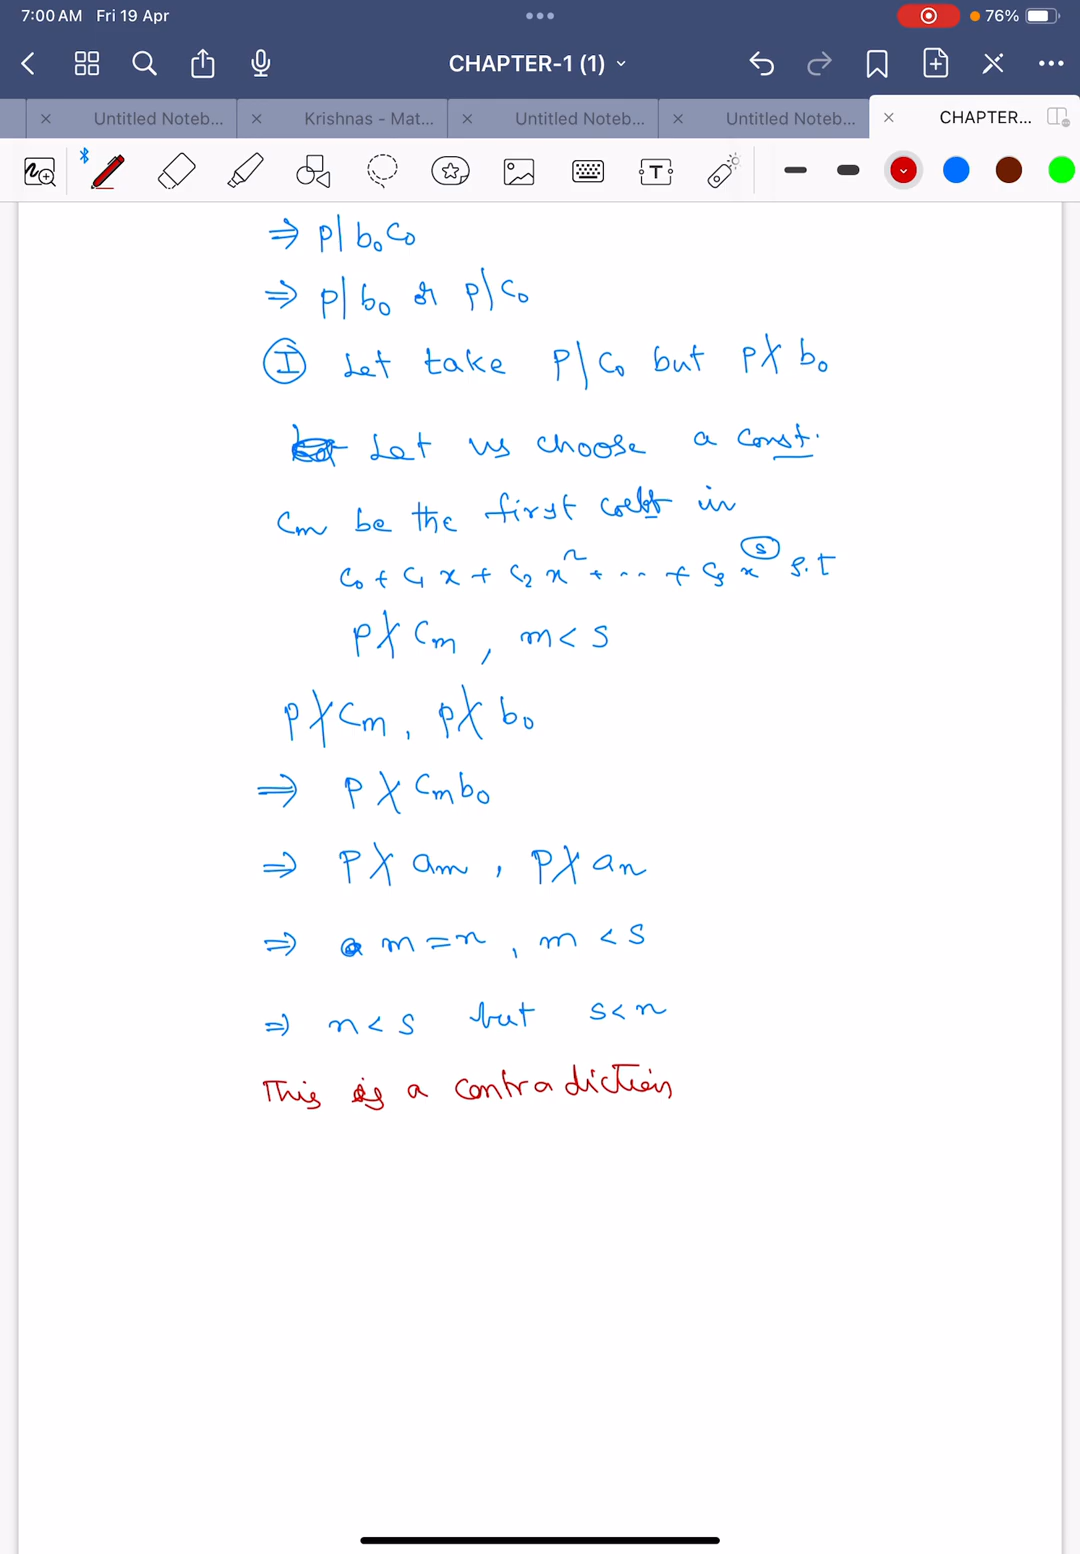 7:00 AM Fri 19 Apr 76%
CHAPTER-1 (1)
Untitled Noteb... Krishnas - Mat... Untitled Noteb... Untitled Noteb... CHAPTER...
⇒ p|b₀c₀
⇒ p|b₀ or p|c₀
Ⓘ Let take p|c₀ but p∤b₀
Let us choose a const.
cₘ be the first coeff in
c₀ + c₁x + c₂x² + ... + cₛxˢ s.t
p∤cₘ, m < s
p∤cₘ, p∤b₀
⇒ p∤cₘb₀
⇒ p∤aₘ, p∤aₙ
⇒ m = n, m < s
⇒ n < s but s < n
This is a contradiction